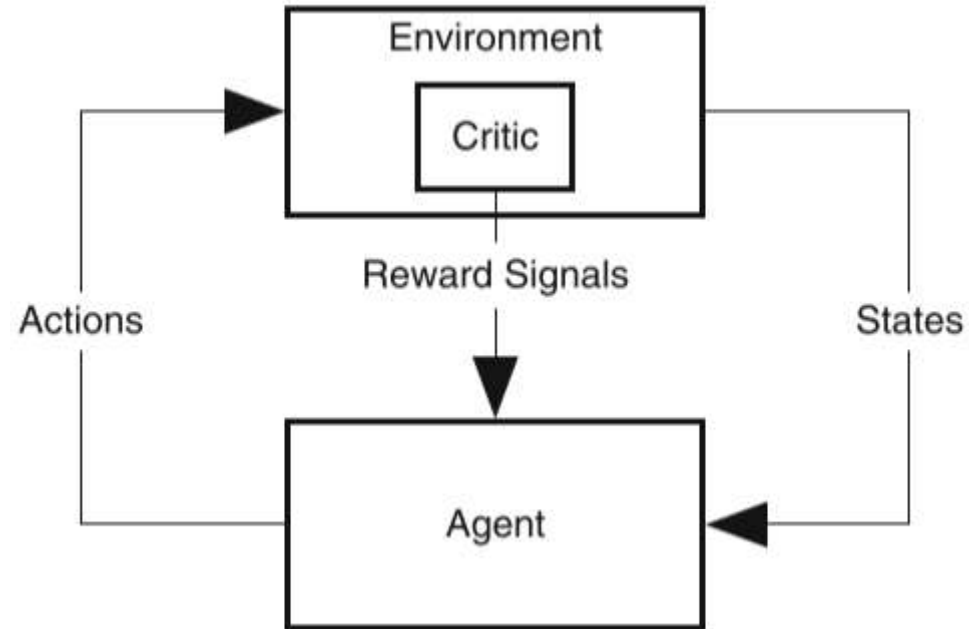 Environment
Critic
Reward Signals
Actions
States
Agent